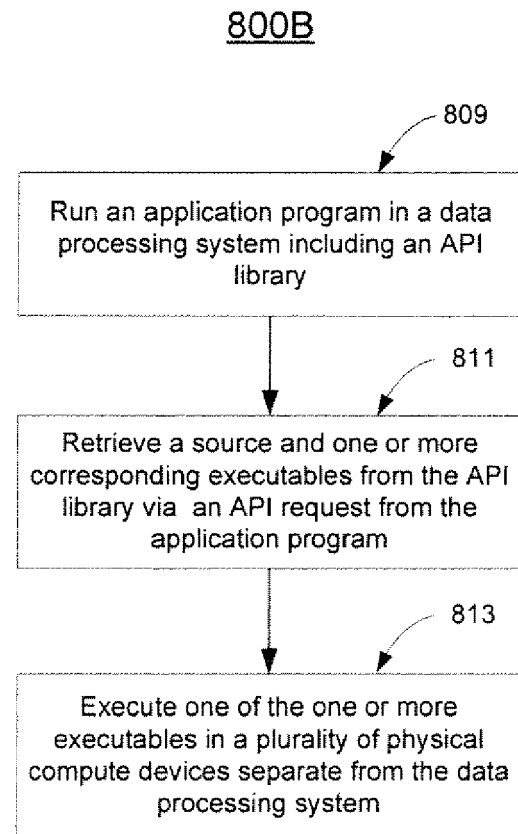 800B
809
Run an application program in a data
processing system including an API
library
811
Retrieve a source and one or more
corresponding executables from the API
library via an API request from the
application program
813
Execute one of the one or more
executables in a plurality of physical
compute devices separate from the data
processing system